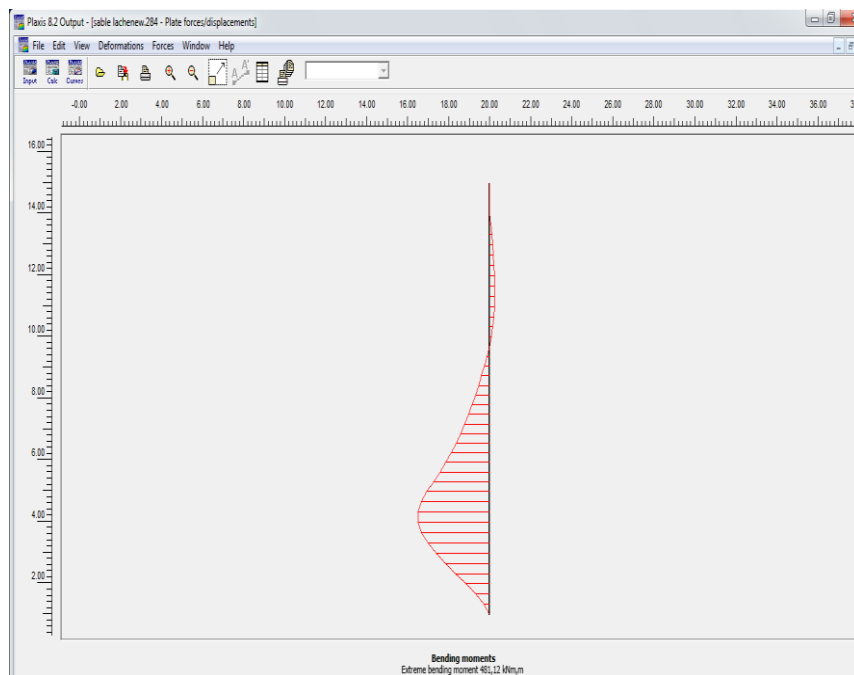 Plaxis 8.2 Output - [sable lachenew.284 - Plate forces/displacements]
File Edit View Deformations Forces Window Help
Input Calc Curves
-0.00 2.00 4.00 6.00 8.00 10.00 12.00 14.00 16.00 18.00 20.00 22.00 24.00 26.00 28.00 30.00 32.00 34.00 36.00
16.00
14.00
12.00
10.00
8.00
6.00
4.00
2.00
Bending moments
Extreme bending moment 481,12 kNm,m